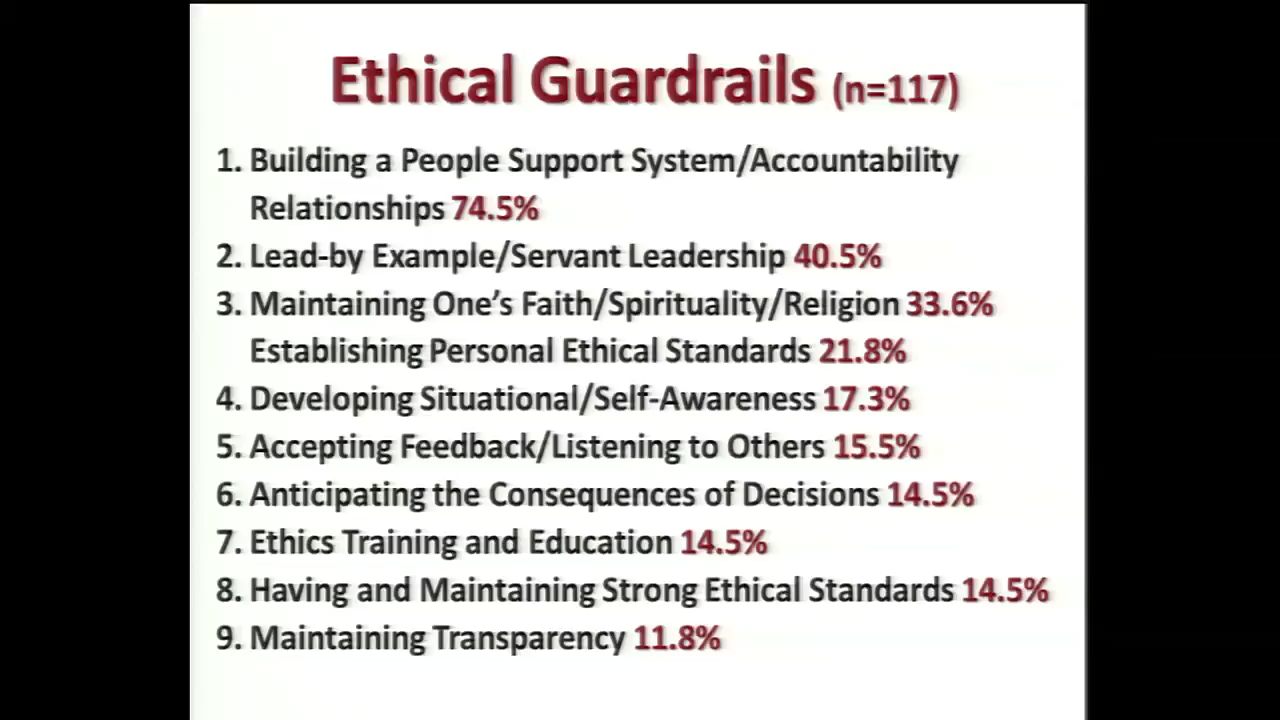 Ethical Guardrails (n=117)
1. Building a People Support System/Accountability
Relationships 74.5%
2. Lead-by Example/Servant Leadership 40.5%
3. Maintaining One’s Faith/Spirituality/Religion 33.6%
Establishing Personal Ethical Standards 21.8%
4. Developing Situational/Self-Awareness 17.3%
5. Accepting Feedback/Listening to Others 15.5%
6. Anticipating the Consequences of Decisions 14.5%
7. Ethics Training and Education 14.5%
8. Having and Maintaining Strong Ethical Standards 14.5%
9. Maintaining Transparency 11.8%